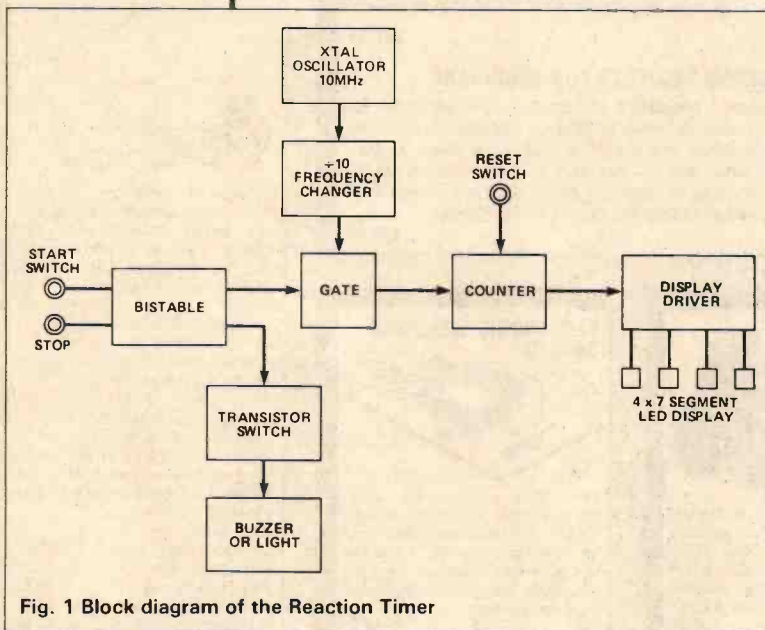 XTAL
OSCILLATOR
10MHz
÷10
FREQUENCY
CHANGER
RESET
SWITCH
START
SWITCH
STOP
BISTABLE
GATE
COUNTER
DISPLAY
DRIVER
4 x 7 SEGMENT
LED DISPLAY
TRANSISTOR
SWITCH
BUZZER
OR LIGHT
Fig. 1 Block diagram of the Reaction Timer